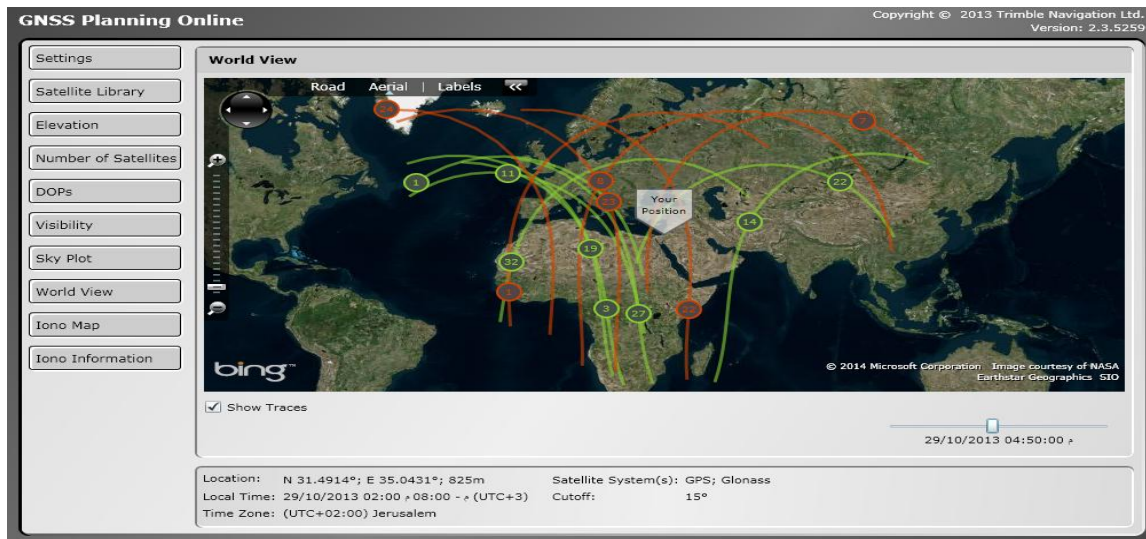 GNSS Planning Online
Copyright © 2013 Trimble Navigation Ltd.
Version: 2.3.5259
Settings
Satellite Library
Elevation
Number of Satellites
DOPs
Visibility
Sky Plot
World View
Iono Map
Iono Information
World View
Road Aerial | Labels <<
24
7
1
11
8
23
22
Your
Position
14
19
32
1
3
27
22
bing™
© 2014 Microsoft Corporation Image courtesy of NASA
Earthstar Geographics SIO
Show Traces
29/10/2013 04:50:00 م
Location: N 31.4914°; E 35.0431°; 825m Satellite System(s): GPS; Glonass
Local Time: 29/10/2013 02:00 م - 08:00 م (UTC+3) Cutoff: 15°
Time Zone: (UTC+02:00) Jerusalem